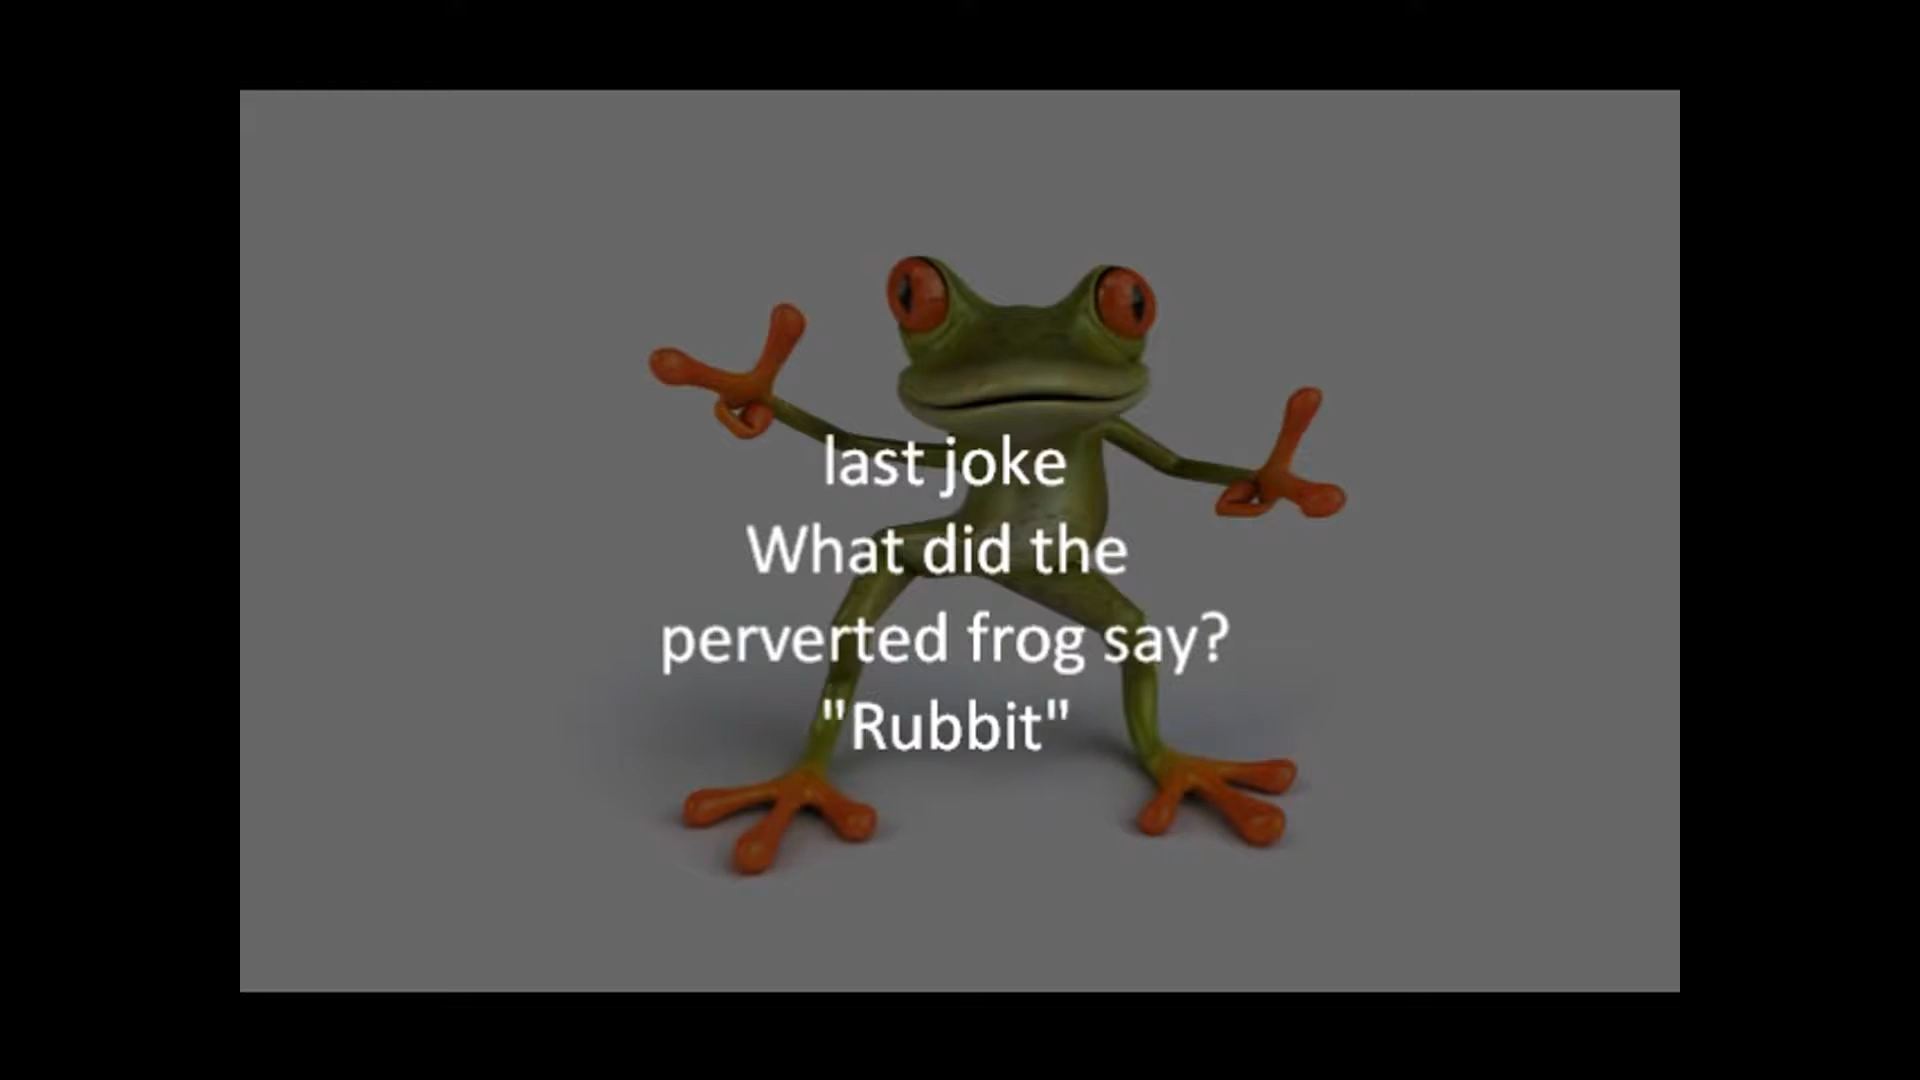 last joke
What did the
perverted frog say?
"Rubbit"